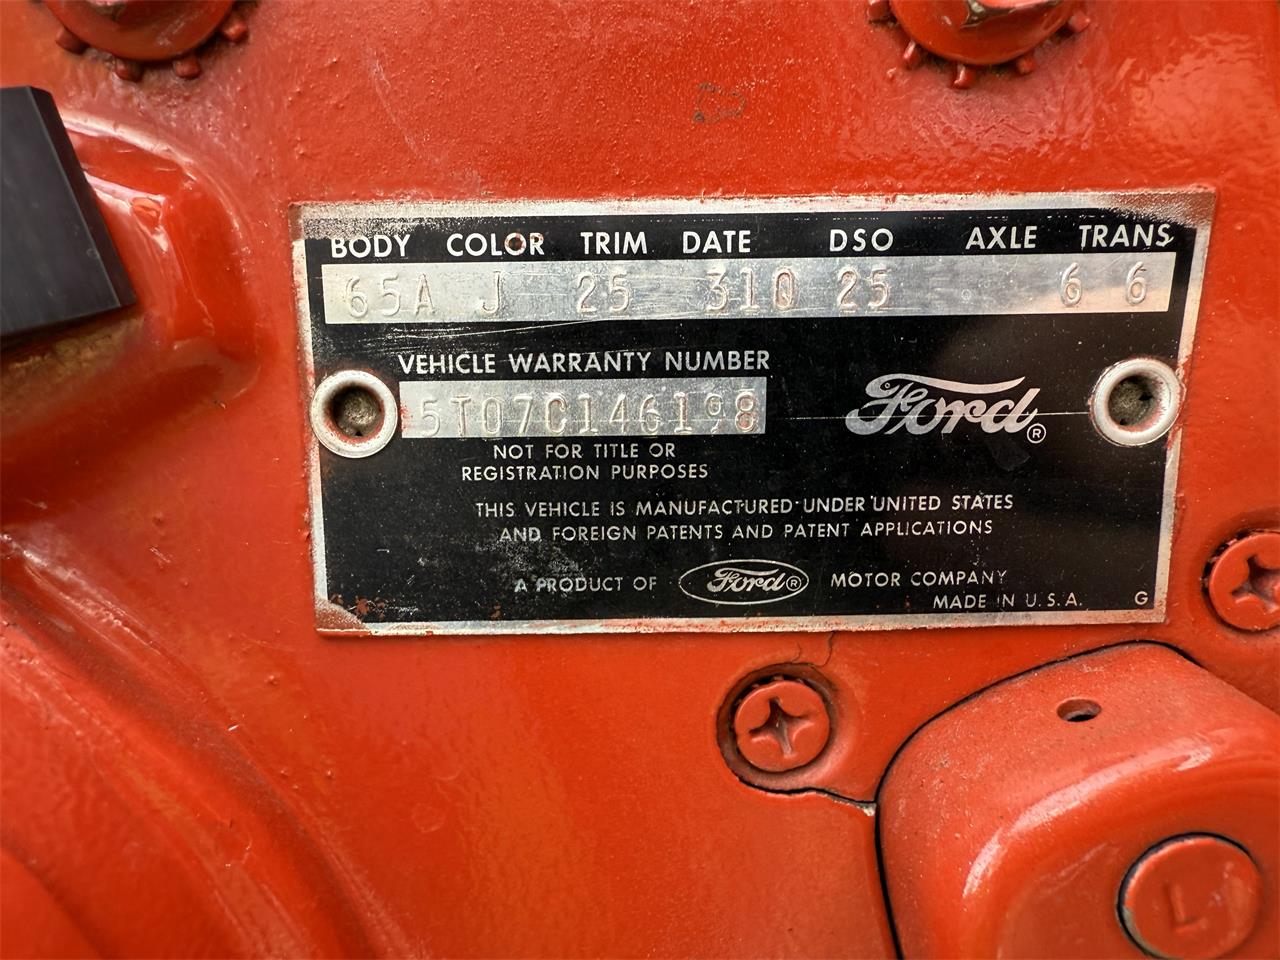 BODY COLOR TRIM DATE DSO AXLE TRANS
65A J 25 31Q 25 6 6
VEHICLE WARRANTY NUMBER
5T07C146198
Ford®
NOT FOR TITLE OR
REGISTRATION PURPOSES
THIS VEHICLE IS MANUFACTURED UNDER UNITED STATES
AND FOREIGN PATENTS AND PATENT APPLICATIONS
A PRODUCT OF Ford® MOTOR COMPANY
MADE IN U.S.A. G
L